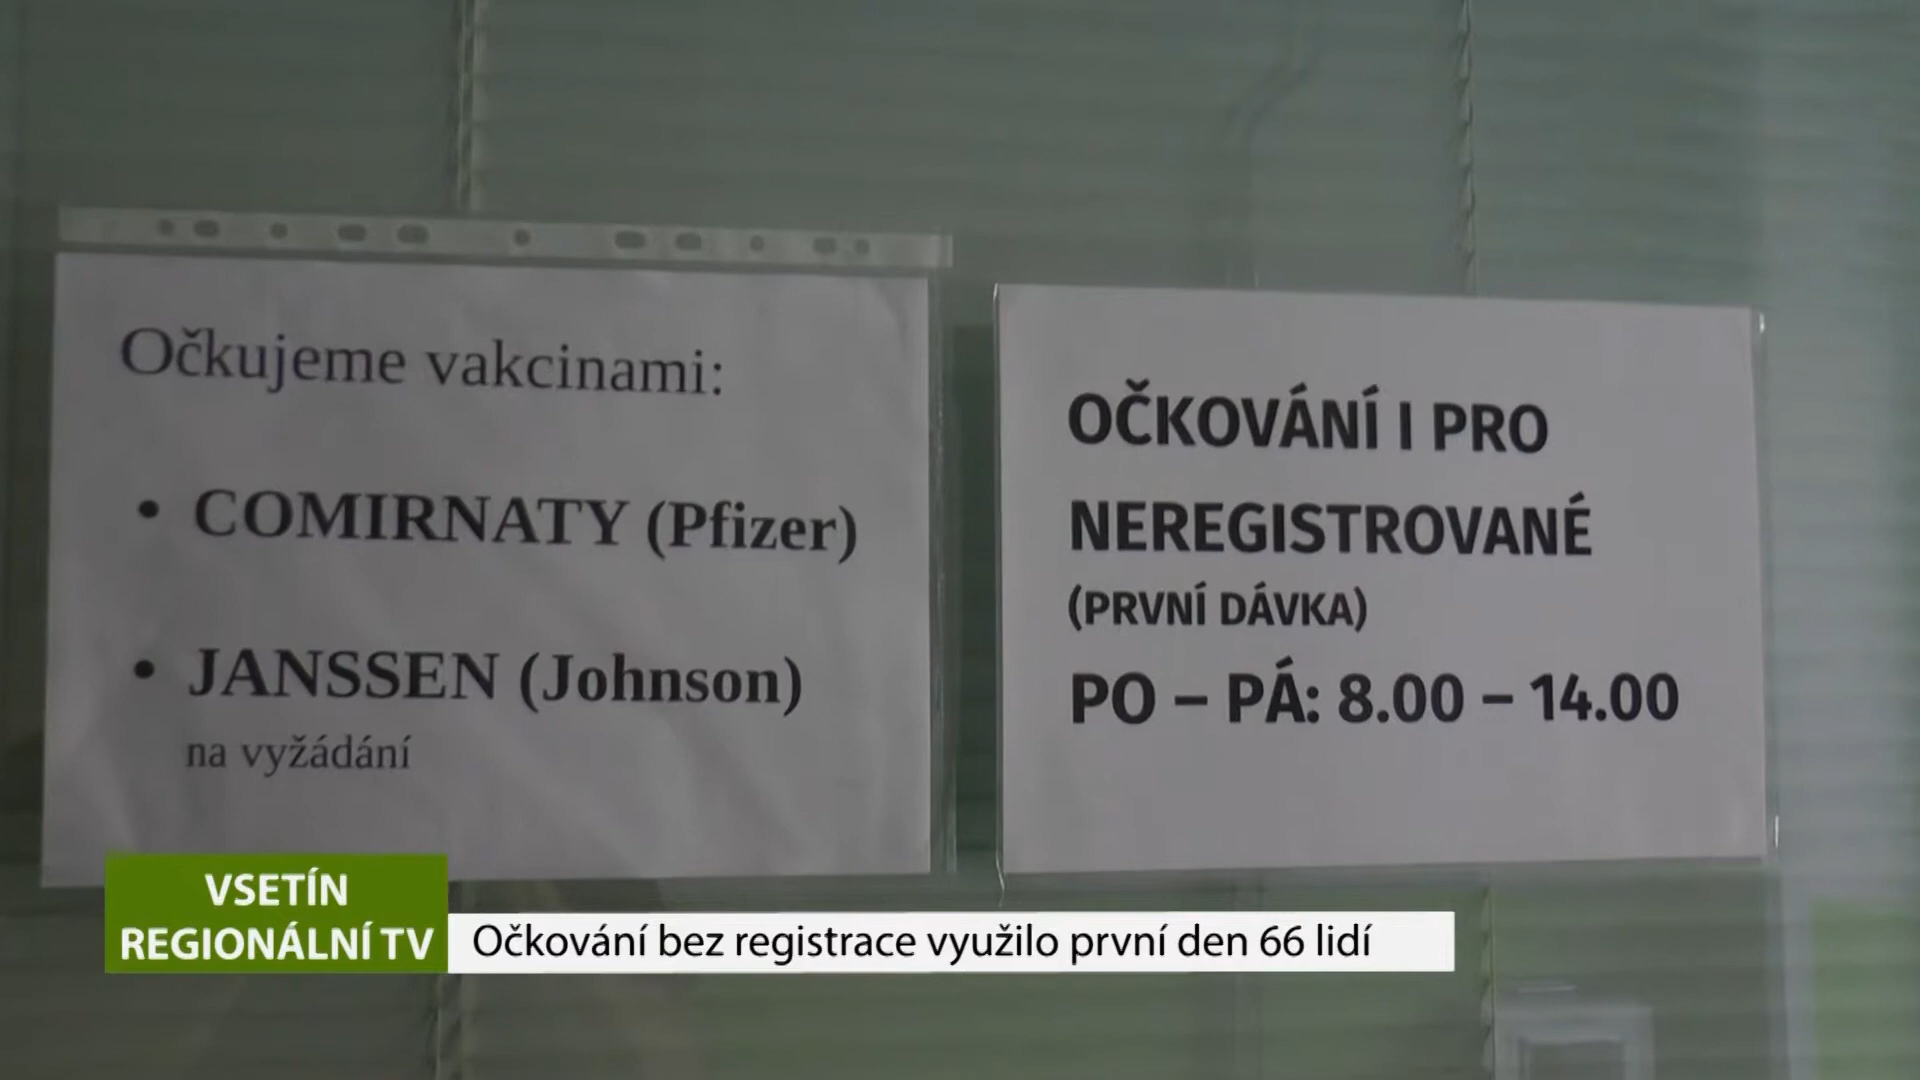 Očkujeme vakcinami:
• COMIRNATY (Pfizer)
• JANSSEN (Johnson)
na vyžádání
OČKOVÁNÍ I PRO
NEREGISTROVANÉ
(PRVNÍ DÁVKA)
PO – PÁ: 8.00 – 14.00
VSETÍN
REGIONÁLNÍ TV
Očkování bez registrace využilo první den 66 lidí